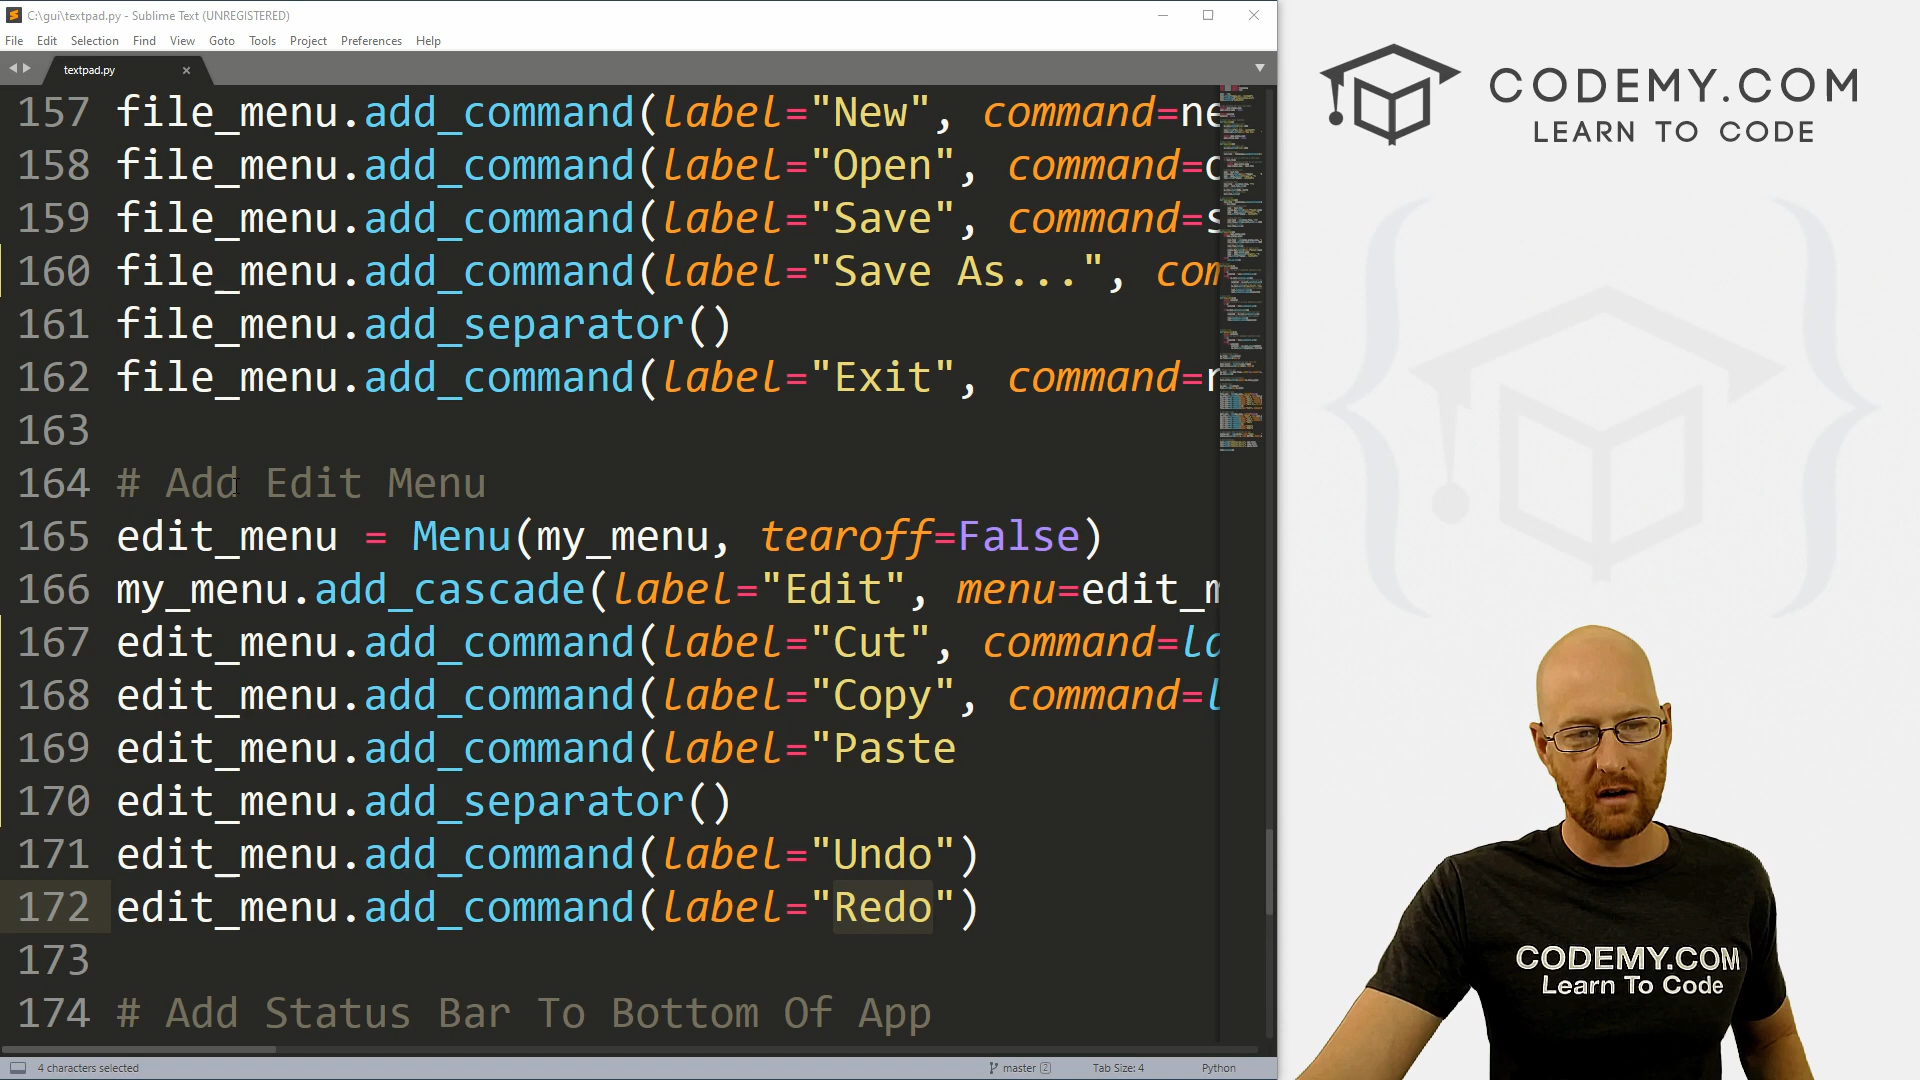 C:\gui\textpad.py - Sublime Text (UNREGISTERED)
File Edit Selection Find View Goto Tools Project Preferences Help
textpad.py
157 file_menu.add_command(label="New", command=ne
158 file_menu.add_command(label="Open", command=o
159 file_menu.add_command(label="Save", command=s
160 file_menu.add_command(label="Save As...", com
161 file_menu.add_separator()
162 file_menu.add_command(label="Exit", command=r
163
164 # Add Edit Menu
165 edit_menu = Menu(my_menu, tearoff=False)
166 my_menu.add_cascade(label="Edit", menu=edit_m
167 edit_menu.add_command(label="Cut", command=la
168 edit_menu.add_command(label="Copy", command=l
169 edit_menu.add_command(label="Paste
170 edit_menu.add_separator()
171 edit_menu.add_command(label="Undo")
172 edit_menu.add_command(label="Redo")
173
174 # Add Status Bar To Bottom Of App
4 characters selected
master 2
Tab Size: 4
Python
CODEMY.COM
LEARN TO CODE
CODEMY.COM
Learn To Code